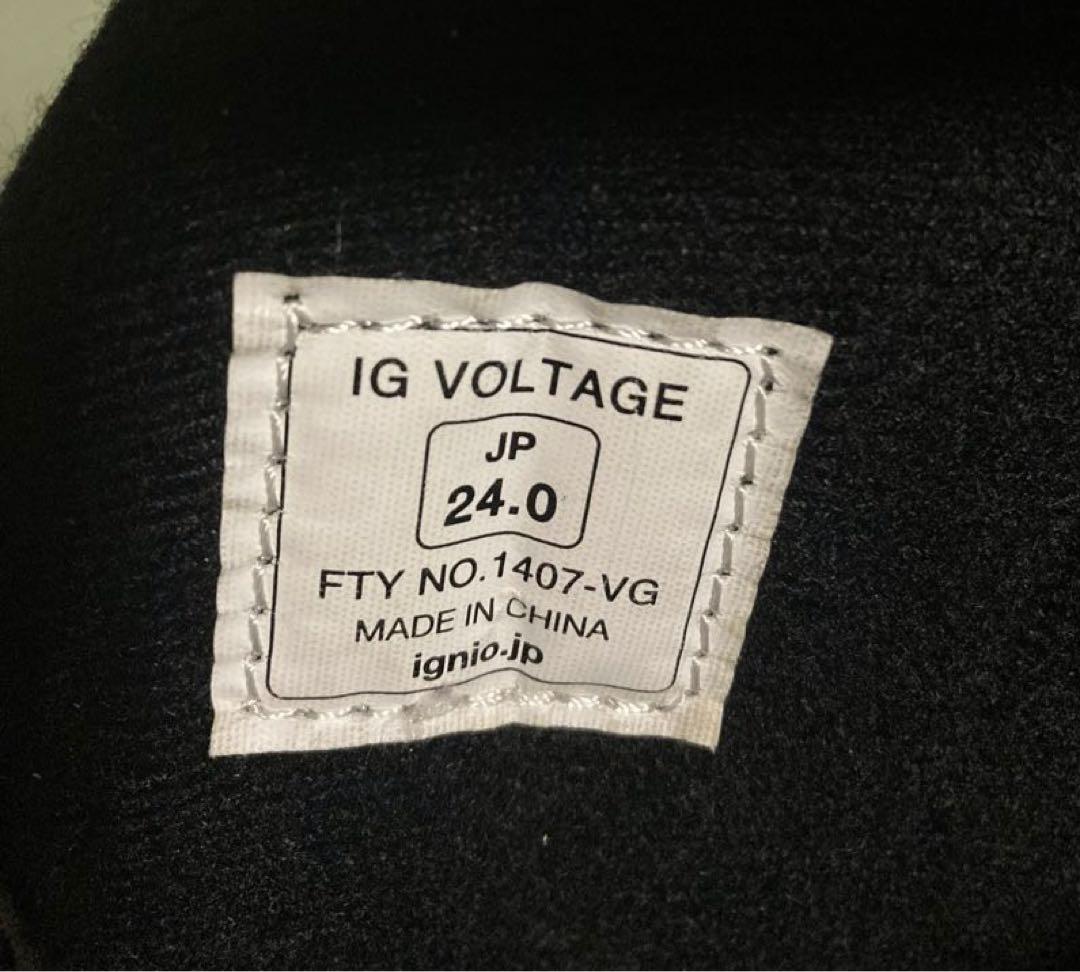 IG VOLTAGE
JP
24.0
FTY NO.1407-VG
MADE IN CHINA
ignio.jp